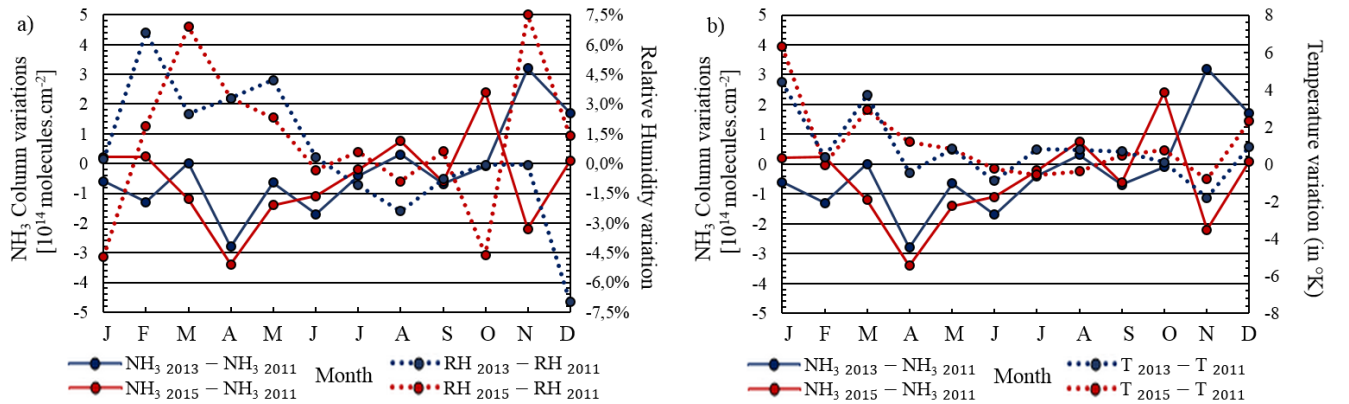 a)
NH₃ Column variations
[10¹⁴ molecules.cm⁻²]
5
4
3
2
1
0
-1
-2
-3
-4
-5
7,5%
6,0%
4,5%
3,0%
1,5%
0,0%
-1,5%
-3,0%
-4,5%
-6,0%
-7,5%
Relative Humidity variation
J F M A M J J A S O N D
NH₃ ₂₀₁₃ – NH₃ ₂₀₁₁
NH₃ ₂₀₁₅ – NH₃ ₂₀₁₁
Month
RH ₂₀₁₃ – RH ₂₀₁₁
RH ₂₀₁₅ – RH ₂₀₁₁
b)
NH₃ Column variations
[10¹⁴ molecules.cm⁻²]
5
4
3
2
1
0
-1
-2
-3
-4
-5
8
6
4
2
0
-2
-4
-6
-8
Temperature variation (in °K)
J F M A M J J A S O N D
NH₃ ₂₀₁₃ – NH₃ ₂₀₁₁
NH₃ ₂₀₁₅ – NH₃ ₂₀₁₁
Month
T ₂₀₁₃ – T ₂₀₁₁
T ₂₀₁₅ – T ₂₀₁₁